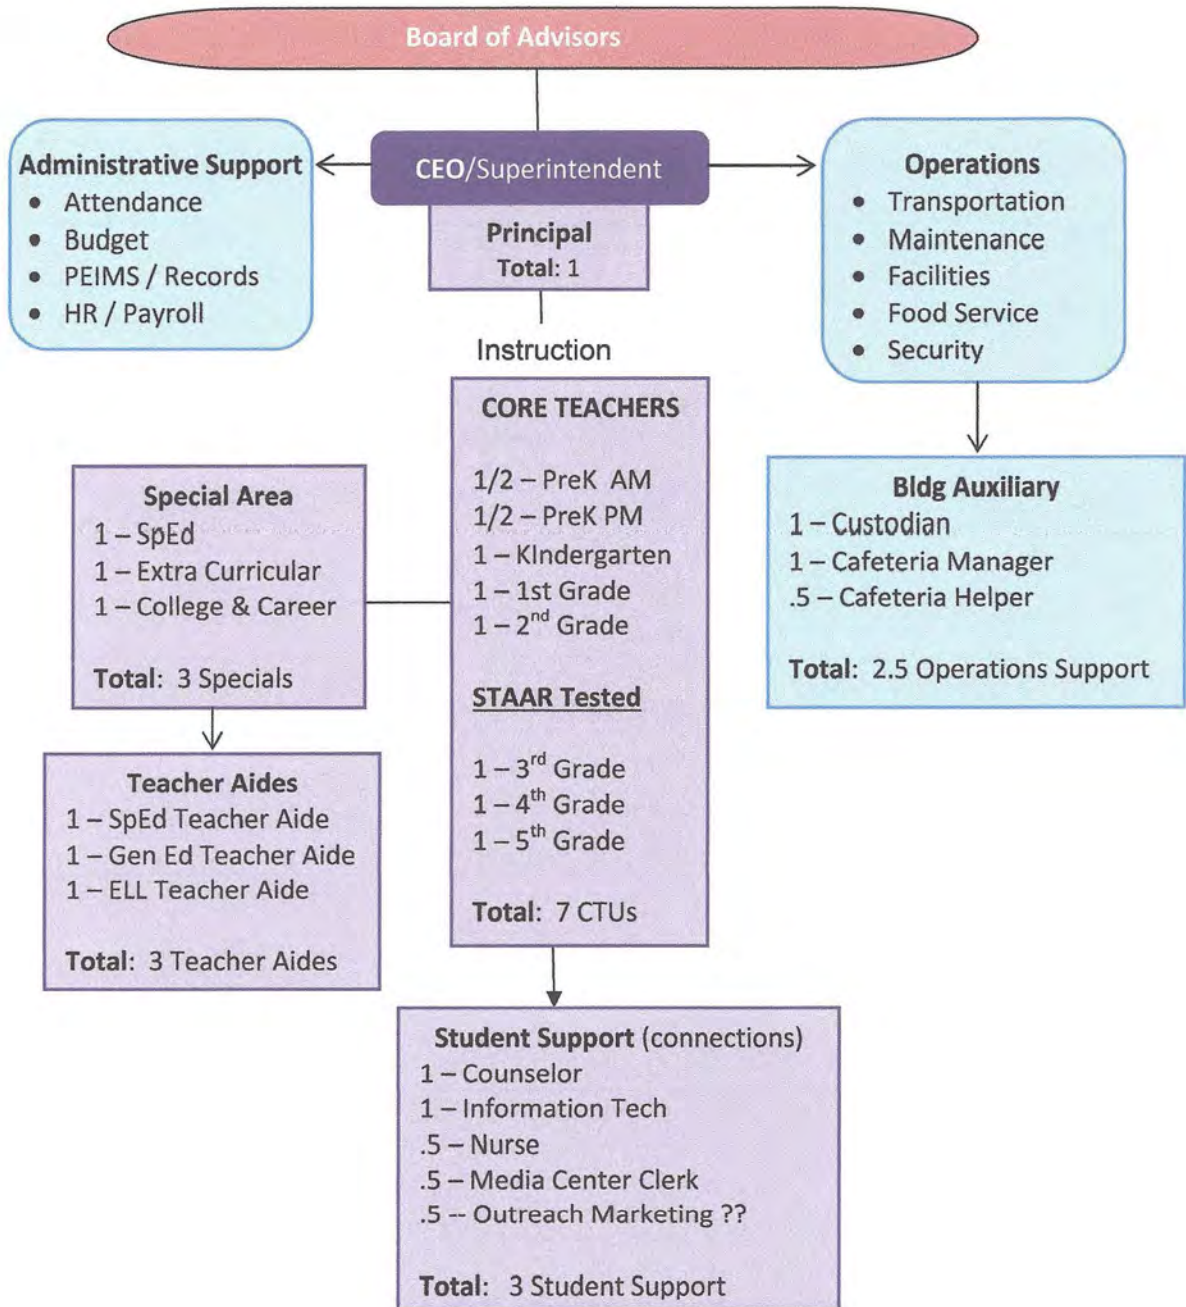 Board of Advisors
Administrative Support
• Attendance
• Budget
• PEIMS / Records
• HR / Payroll
CEO/Superintendent
Principal
Total: 1
Operations
• Transportation
• Maintenance
• Facilities
• Food Service
• Security
Instruction
CORE TEACHERS
1/2 – PreK AM
1/2 – PreK PM
1 – KIndergarten
1 – 1st Grade
1 – 2nd Grade
STAAR Tested
1 – 3rd Grade
1 – 4th Grade
1 – 5th Grade
Total: 7 CTUs
Special Area
1 – SpEd
1 – Extra Curricular
1 – College & Career
Total: 3 Specials
Bldg Auxiliary
1 – Custodian
1 – Cafeteria Manager
.5 – Cafeteria Helper
Total: 2.5 Operations Support
Teacher Aides
1 – SpEd Teacher Aide
1 – Gen Ed Teacher Aide
1 – ELL Teacher Aide
Total: 3 Teacher Aides
Student Support (connections)
1 – Counselor
1 – Information Tech
.5 – Nurse
.5 – Media Center Clerk
.5 -- Outreach Marketing ??
Total: 3 Student Support